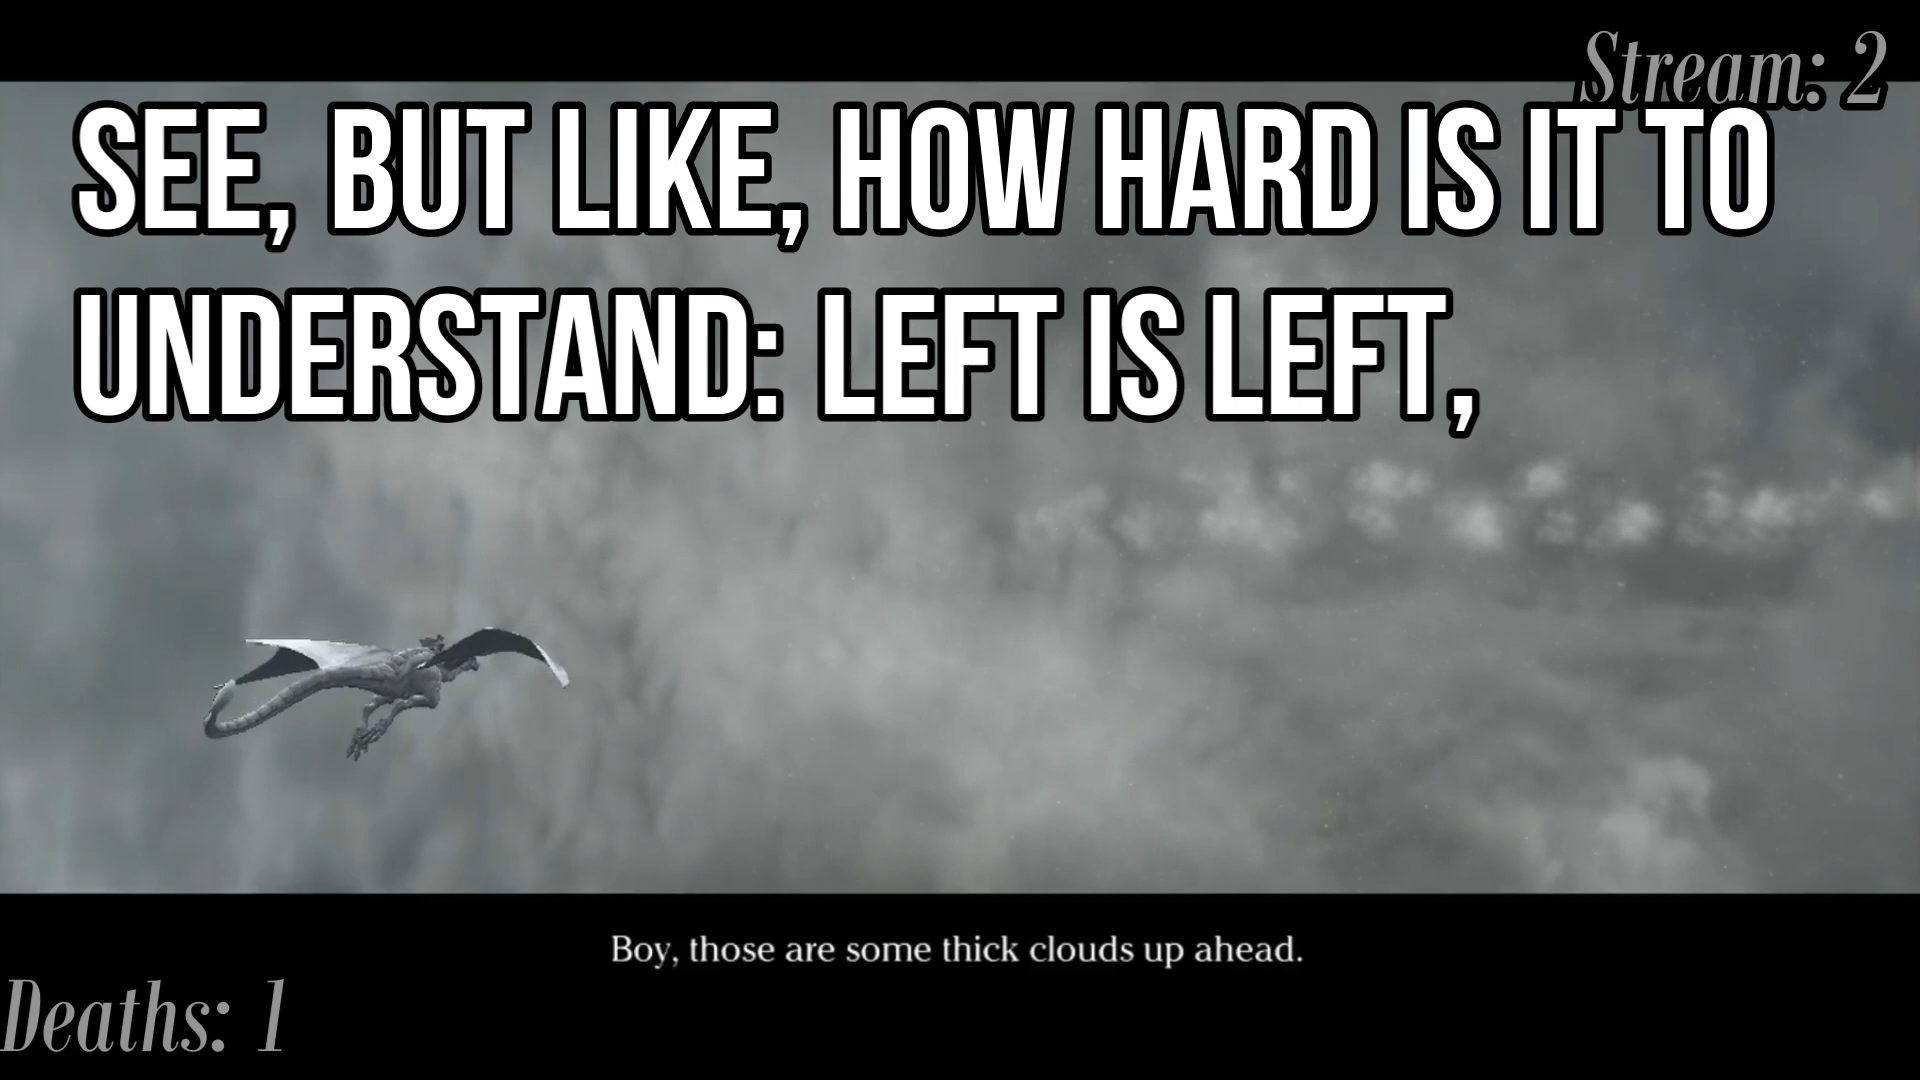 Stream: 2
SEE, BUT LIKE, HOW HARD IS IT TO
UNDERSTAND: LEFT IS LEFT,
Boy, those are some thick clouds up ahead.
Deaths: 1